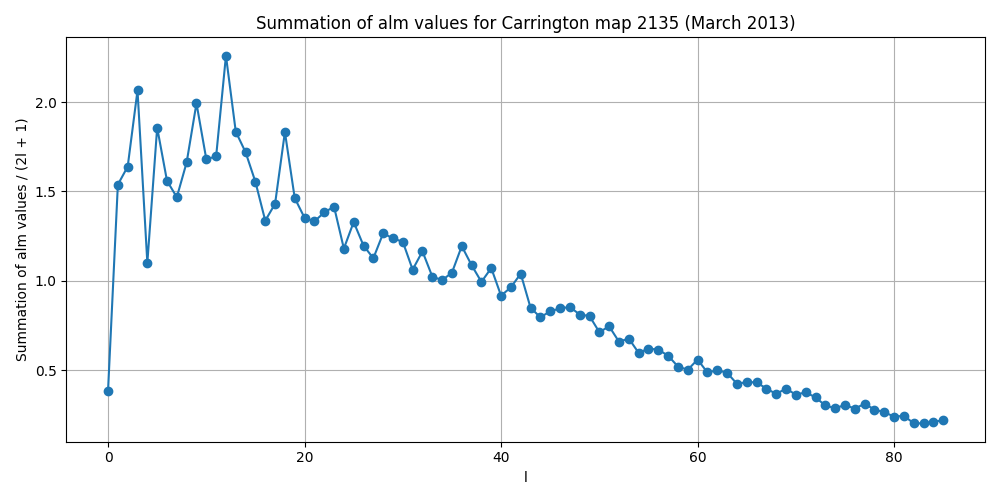 Summation of alm values for Carrington map 2135 (March 2013)
Summation of alm values / (2l + 1)
2.0
1.5
1.0
0.5
0 20 40 60 80
l